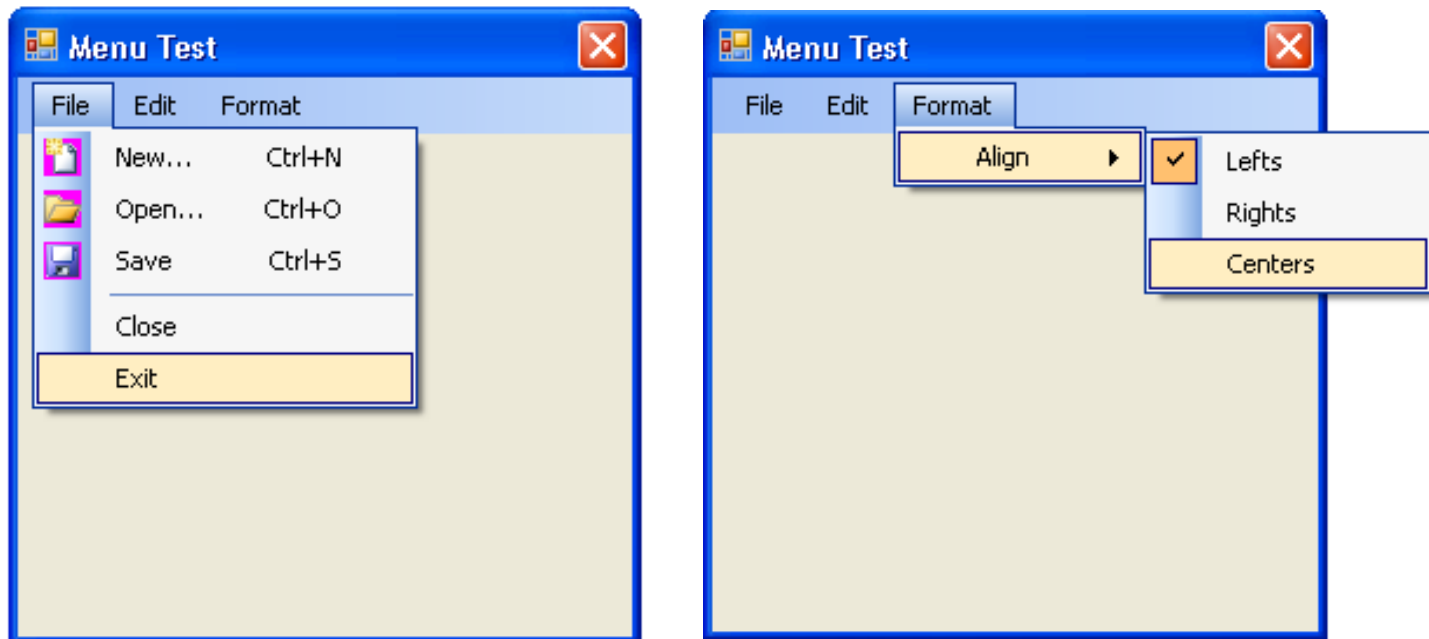 Menu Test
File Edit Format
New... Ctrl+N
Open... Ctrl+O
Save Ctrl+S
Close
Exit
Menu Test
File Edit Format
Align
Lefts
Rights
Centers